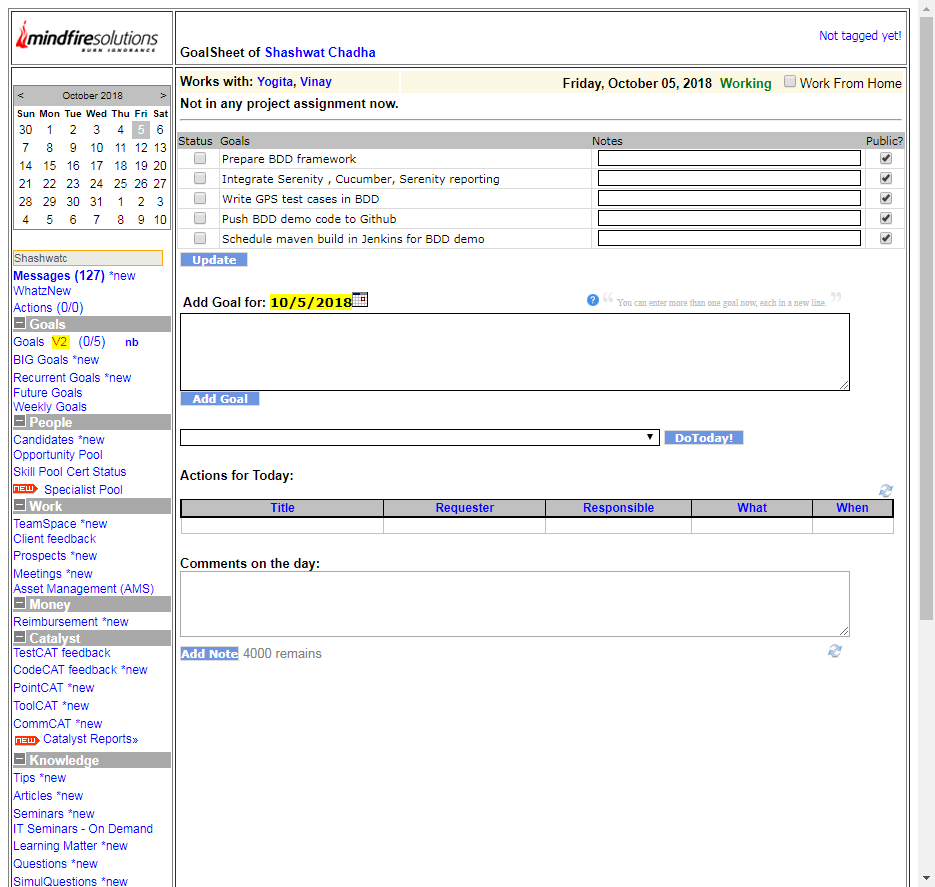 mindfiresolutions
BURN IGNORANCE
GoalSheet of Shashwat Chadha
Not tagged yet!
< October 2018 >
Sun Mon Tue Wed Thu Fri Sat
30 1 2 3 4 5 6
7 8 9 10 11 12 13
14 15 16 17 18 19 20
21 22 23 24 25 26 27
28 29 30 31 1 2 3
4 5 6 7 8 9 10
Shashwatc
Messages (127) *new
WhatzNew
Actions (0/0)
Goals
Goals V2 (0/5) nb
BIG Goals *new
Recurrent Goals *new
Future Goals
Weekly Goals
People
Candidates *new
Opportunity Pool
Skill Pool Cert Status
NEW Specialist Pool
Work
TeamSpace *new
Client feedback
Prospects *new
Meetings *new
Asset Management (AMS)
Money
Reimbursement *new
Catalyst
TestCAT feedback
CodeCAT feedback *new
PointCAT *new
ToolCAT *new
CommCAT *new
NEW Catalyst Reports»
Knowledge
Tips *new
Articles *new
Seminars *new
IT Seminars - On Demand
Learning Matter *new
Questions *new
SimulQuestions *new
Works with: Yogita, Vinay
Friday, October 05, 2018 Working Work From Home
Not in any project assignment now.
Status Goals Notes Public?
Prepare BDD framework
Integrate Serenity , Cucumber, Serenity reporting
Write GPS test cases in BDD
Push BDD demo code to Github
Schedule maven build in Jenkins for BDD demo
Update
Add Goal for: 10/5/2018
? “ You can enter more than one goal now, each in a new line. ”
Add Goal
DoToday!
Actions for Today:
Title Requester Responsible What When
Comments on the day:
Add Note 4000 remains